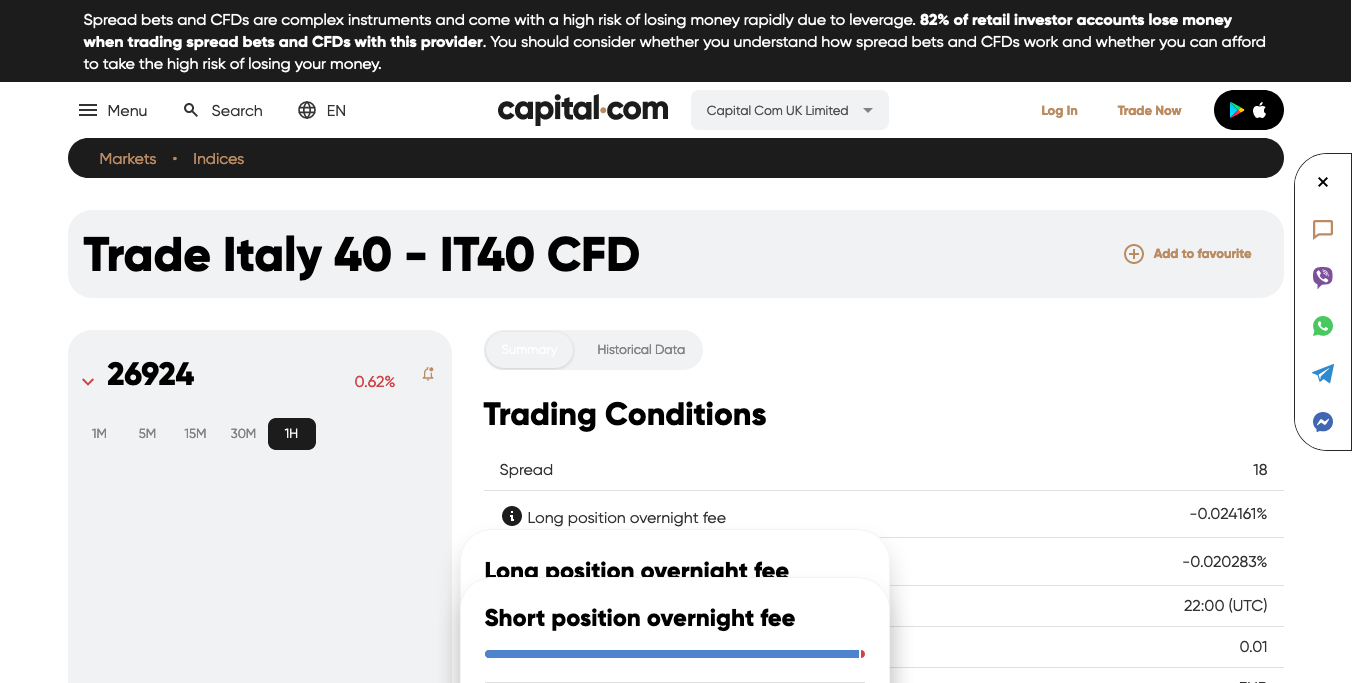 Spread bets and CFDs are complex instruments and come with a high risk of losing money rapidly due to leverage. 82% of retail investor accounts lose money
when trading spread bets and CFDs with this provider. You should consider whether you understand how spread bets and CFDs work and whether you can afford
to take the high risk of losing your money.
Menu Search EN capital.com Capital Com UK Limited Log In Trade Now
Markets • Indices
Trade Italy 40 - IT40 CFD Add to favourite
26924 0.62%
1M 5M 15M 30M 1H
Summary Historical Data
Trading Conditions
Spread 18
Long position overnight fee -0.024161%
-0.020283%
22:00 (UTC)
0.01
Long position overnight fee
Short position overnight fee